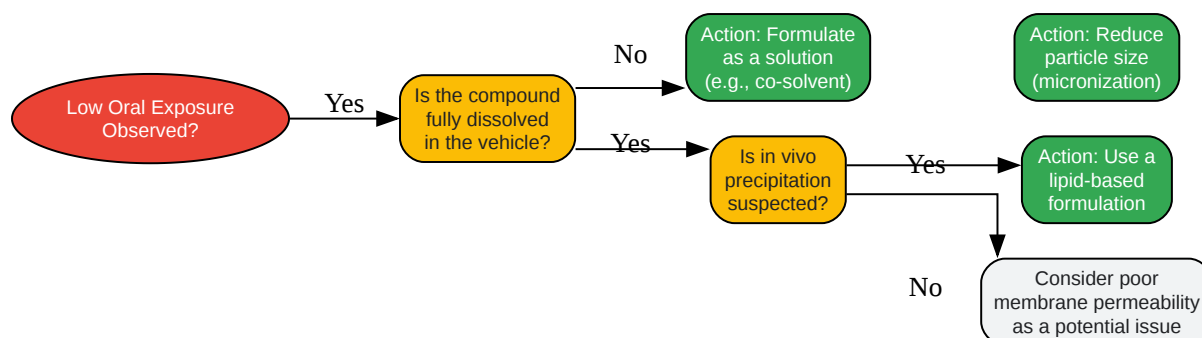 Low Oral Exposure
Observed?
Yes
Is the compound
fully dissolved
in the vehicle?
No
Action: Formulate
as a solution
(e.g., co-solvent)
Action: Reduce
particle size
(micronization)
Yes
Is in vivo
precipitation
suspected?
Yes
Action: Use a
lipid-based
formulation
No
Consider poor
membrane permeability
as a potential issue